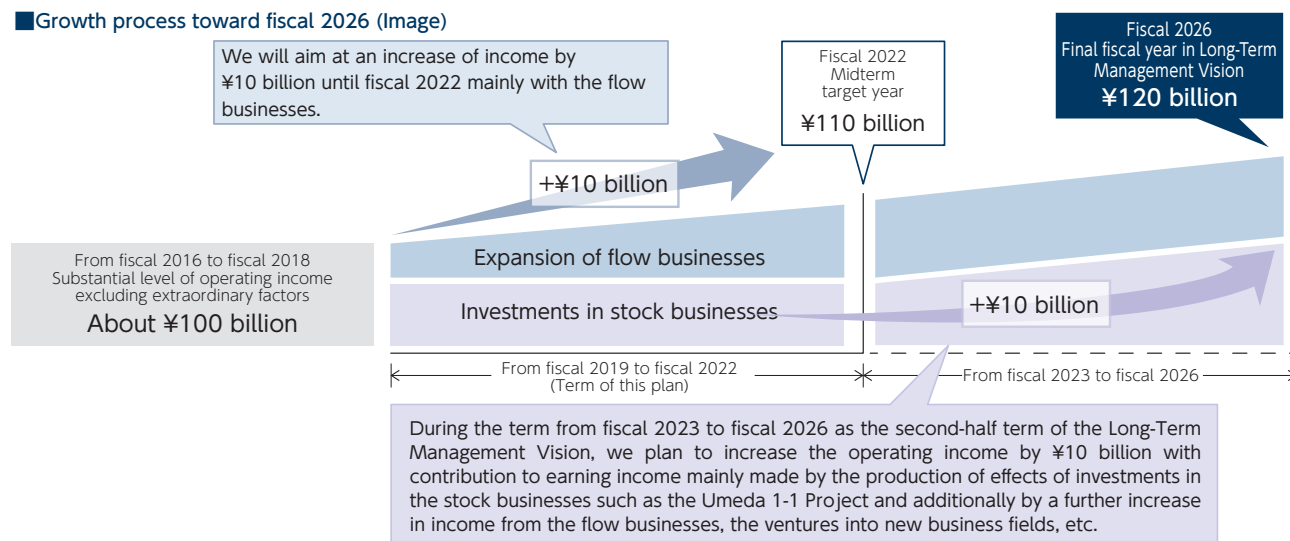 ■Growth process toward fiscal 2026 (Image)
We will aim at an increase of income by
¥10 billion until fiscal 2022 mainly with the flow
businesses.
Fiscal 2022
Midterm
target year
¥110 billion
Fiscal 2026
Final fiscal year in Long-Term
Management Vision
¥120 billion
+¥10 billion
From fiscal 2016 to fiscal 2018
Substantial level of operating income
excluding extraordinary factors
About ¥100 billion
Expansion of flow businesses
Investments in stock businesses
+¥10 billion
From fiscal 2019 to fiscal 2022
(Term of this plan)
From fiscal 2023 to fiscal 2026
During the term from fiscal 2023 to fiscal 2026 as the second-half term of the Long-Term
Management Vision, we plan to increase the operating income by ¥10 billion with
contribution to earning income mainly made by the production of effects of investments in
the stock businesses such as the Umeda 1-1 Project and additionally by a further increase
in income from the flow businesses, the ventures into new business fields, etc.